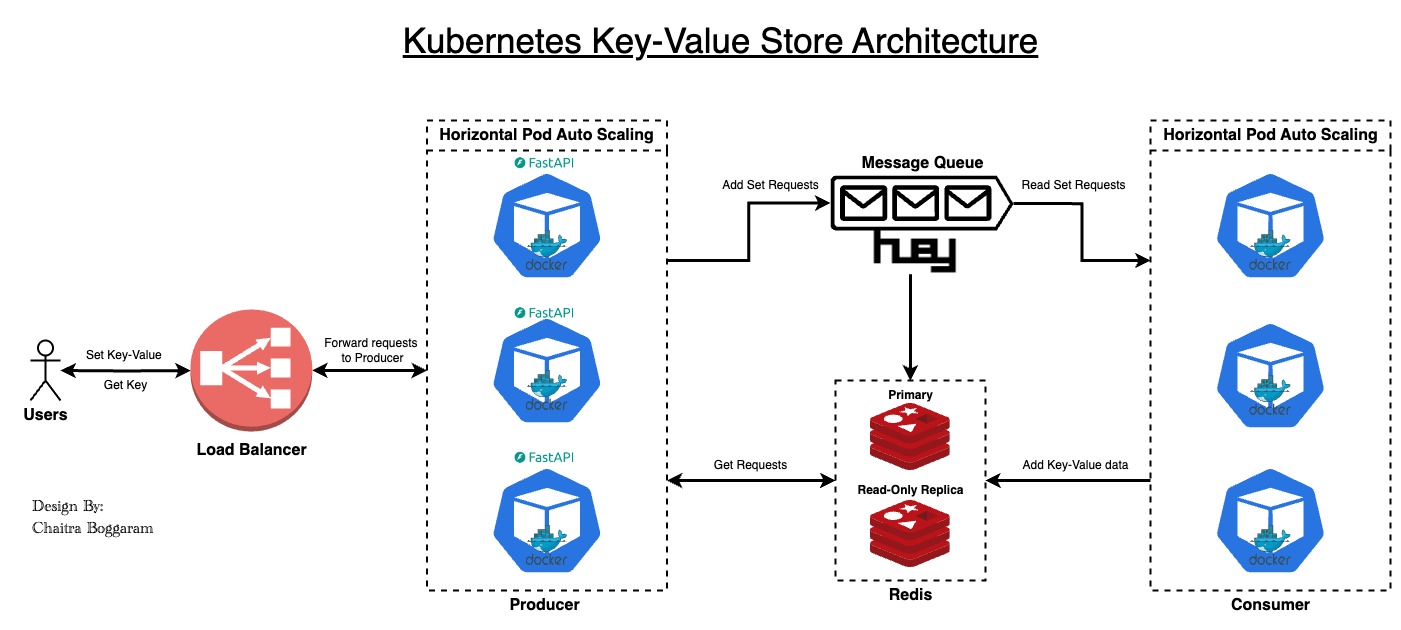 Kubernetes Key-Value Store Architecture
Horizontal Pod Auto Scaling
FastAPI
docker
FastAPI
docker
FastAPI
docker
Producer
Users
Set Key-Value
Get Key
Load Balancer
Forward requests
to Producer
Add Set Requests
Message Queue
huey
Read Set Requests
Get Requests
Primary
Read-Only Replica
Redis
Add Key-Value data
Horizontal Pod Auto Scaling
docker
docker
docker
Consumer
Design By:
Chaitra Boggaram